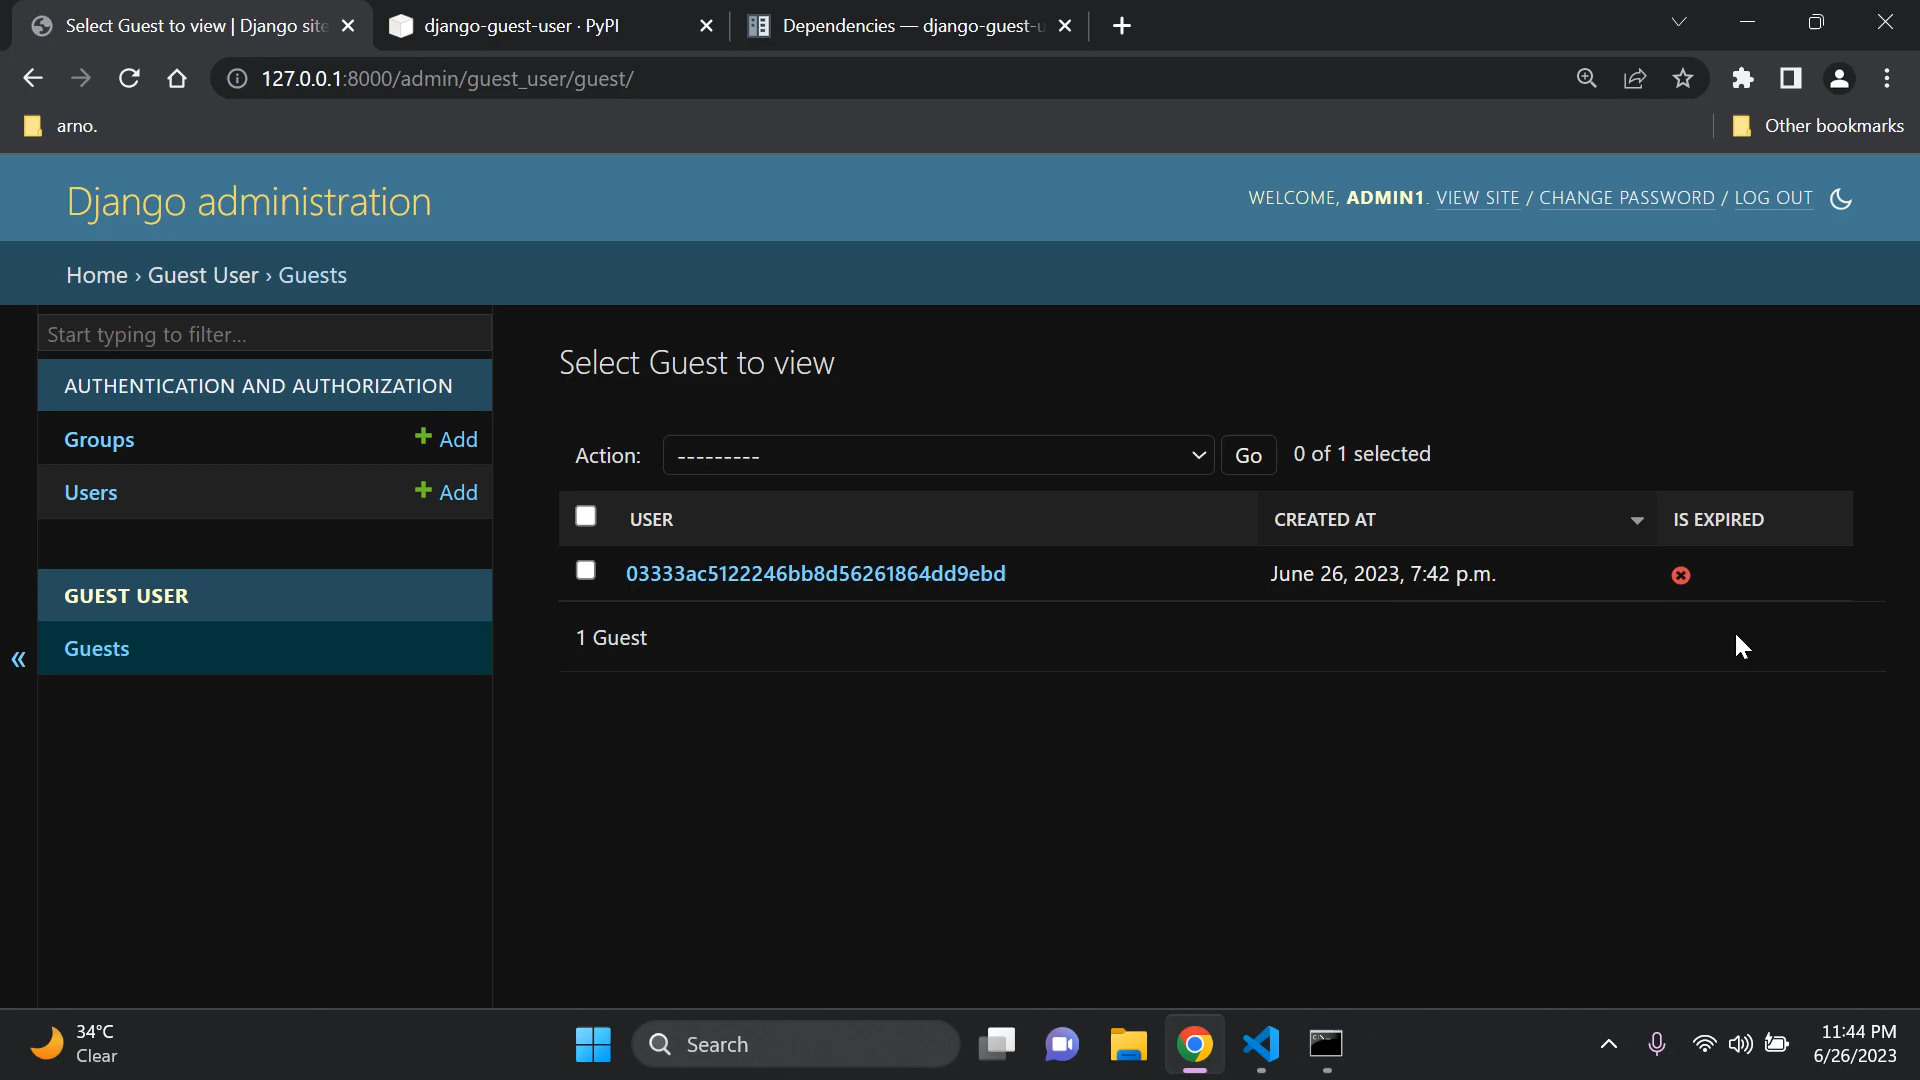 Select Guest to view | Django site
django-guest-user · PyPI
Dependencies — django-guest-u
127.0.0.1:8000/admin/guest_user/guest/
arno.
Other bookmarks
Django administration
WELCOME, ADMIN1. VIEW SITE / CHANGE PASSWORD / LOG OUT
Home › Guest User › Guests
Start typing to filter...
AUTHENTICATION AND AUTHORIZATION
Groups + Add
Users + Add
GUEST USER
Guests
«
Select Guest to view
Action: --------- Go 0 of 1 selected
USER CREATED AT IS EXPIRED
03333ac5122246bb8d56261864dd9ebd June 26, 2023, 7:42 p.m.
1 Guest
34°C
Clear
Search
11:44 PM
6/26/2023